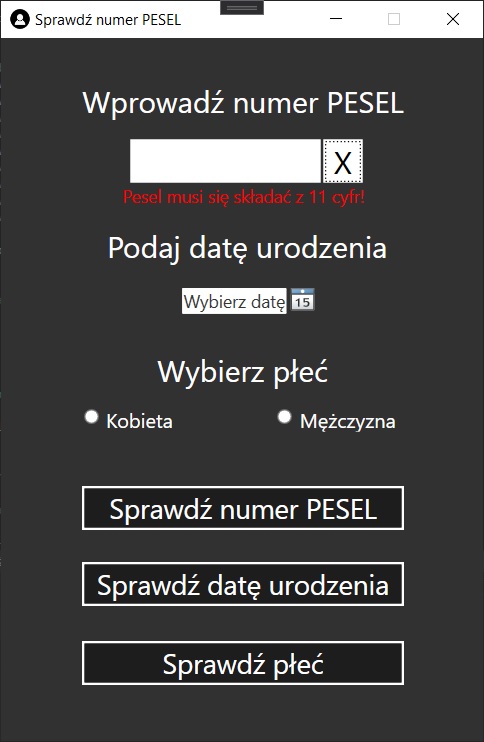 Sprawdź numer PESEL
Wprowadź numer PESEL
X
Pesel musi się składać z 11 cyfr!
Podaj datę urodzenia
Wybierz datę 15
Wybierz płeć
Kobieta Mężczyzna
Sprawdź numer PESEL
Sprawdź datę urodzenia
Sprawdź płeć